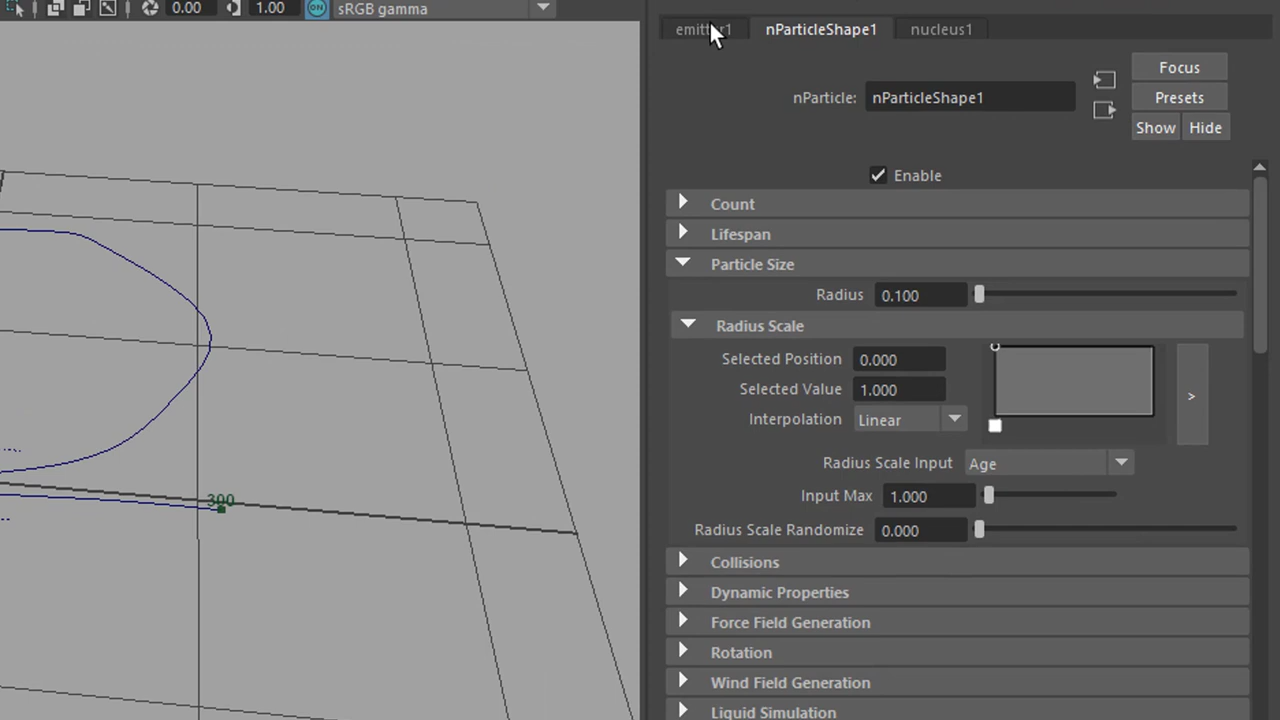 0.00 1.00 ON sRGB gamma
emitter1 nParticleShape1 nucleus1
nParticle: nParticleShape1
Focus
Presets
Show Hide
Enable
Count
Lifespan
Particle Size
Radius 0.100
Radius Scale
Selected Position 0.000
Selected Value 1.000
Interpolation Linear
>
Radius Scale Input Age
Input Max 1.000
Radius Scale Randomize 0.000
Collisions
Dynamic Properties
Force Field Generation
Rotation
Wind Field Generation
Liquid Simulation
300